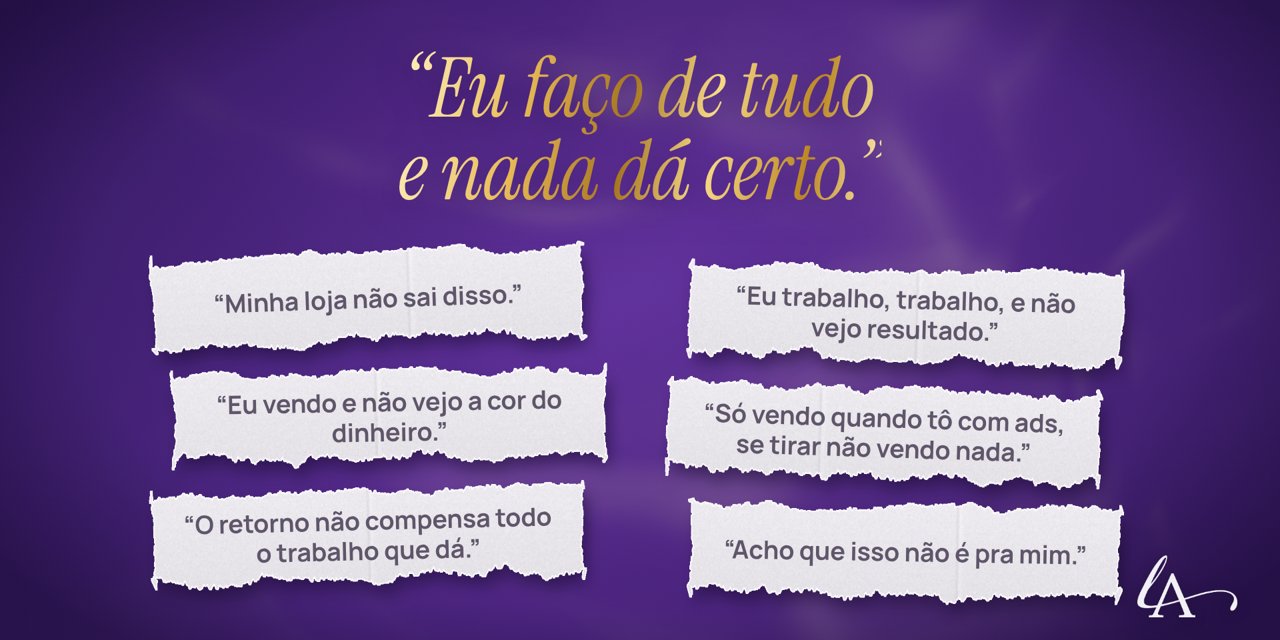 “Eu faço de tudo
e nada dá certo.”
“Minha loja não sai disso.”
“Eu trabalho, trabalho, e não
vejo resultado.”
“Eu vendo e não vejo a cor do
dinheiro.”
“Só vendo quando tô com ads,
se tirar não vendo nada.”
“O retorno não compensa todo
o trabalho que dá.”
“Acho que isso não é pra mim.”
LA